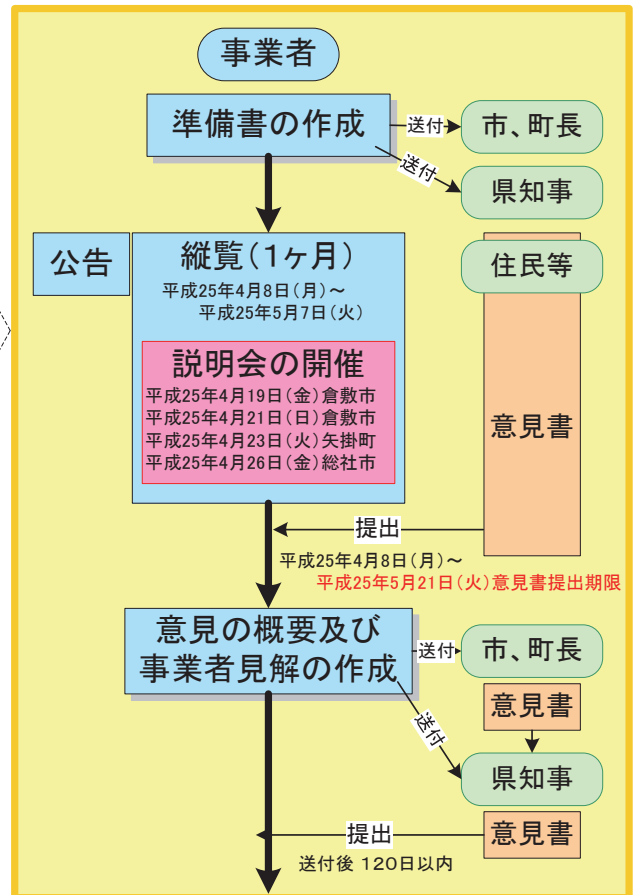 事業者
準備書の作成
送付
市、町長
送付
県知事
公告
縦覧(1ヶ月)
平成25年4月8日(月)~
平成25年5月7日(火)
住民等
説明会の開催
平成25年4月19日(金)倉敷市
平成25年4月21日(日)倉敷市
平成25年4月23日(火)矢掛町
平成25年4月26日(金)総社市
意見書
提出
平成25年4月8日(月)~
平成25年5月21日(火)意見書提出期限
意見の概要及び
事業者見解の作成
送付
市、町長
意見書
送付
県知事
提出
意見書
送付後 120日以内